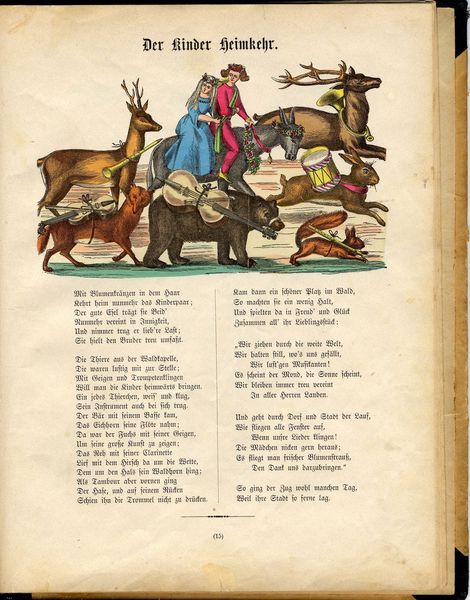 Der Kinder Heimkehr.
Mit Blumenkränzen in dem Haar
Kehrt heim nunmehr das Kinderpaar;
Der gute Esel trägt sie Beid'
Nunmehr vereint in Innigkeit,
Und nimmer trug er lieb're Last;
Sie hielt den Bruder treu umfaßt.
Die Thiere aus der Waldkapelle,
Die waren lustig mit zur Stelle;
Mit Geigen und Trompetenklingen
Will man die Kinder heimwärts bringen.
Ein jedes Thierchen, weis' und klug,
Sein Instrument auch bei sich trug.
Der Bär mit seinem Basse kam,
Das Eichhorn seine Flöte nahm;
Da war der Fuchs mit seiner Geigen,
Um seine große Kunst zu zeigen;
Das Reh mit seiner Clarinette
Lief mit dem Hirsch da um die Wette,
Dem um den Hals sein Waldhorn hing;
Als Tambour aber vornen ging
Der Hase, und auf seinem Rücken
Schien ihn die Trommel nicht zu drücken.
Kam dann ein schöner Platz im Wald,
So machten sie ein wenig Halt,
Und spielten da in Freud' und Glück
Zusammen all' ihr Lieblingsstück:
„Wir ziehen durch die weite Welt,
Wir halten still, wo's uns gefällt,
Wir lust'gen Musikanten!
Es scheint der Mond, die Sonne scheint,
Wir bleiben immer treu vereint
In aller Herren Landen.
Und geht durch Dorf und Stadt der Lauf,
Wie fliegen alle Fenster auf,
Wenn unsre Lieder klingen!
Die Mädchen nicken gern heraus;
Es fliegt manch frischer Blumenstrauß,
Den Dank uns darzubringen.“
So ging der Zug wohl manchen Tag,
Weil ihre Stadt so ferne lag.
(15)